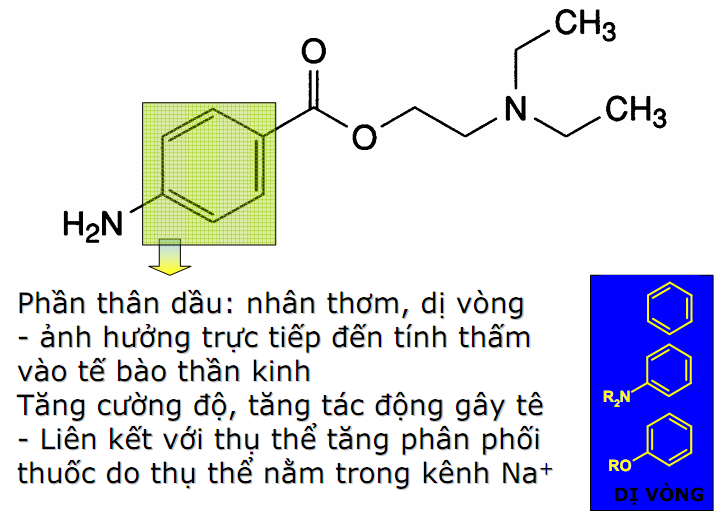 CH₃
O
N
CH₃
O
H₂N
Phần thân dầu: nhân thơm, dị vòng
- ảnh hưởng trực tiếp đến tính thấm
vào tế bào thần kinh
Tăng cường độ, tăng tác động gây tê
- Liên kết với thụ thể tăng phân phối
thuốc do thụ thể nằm trong kênh Na⁺
R₂N
RO
DỊ VÒNG